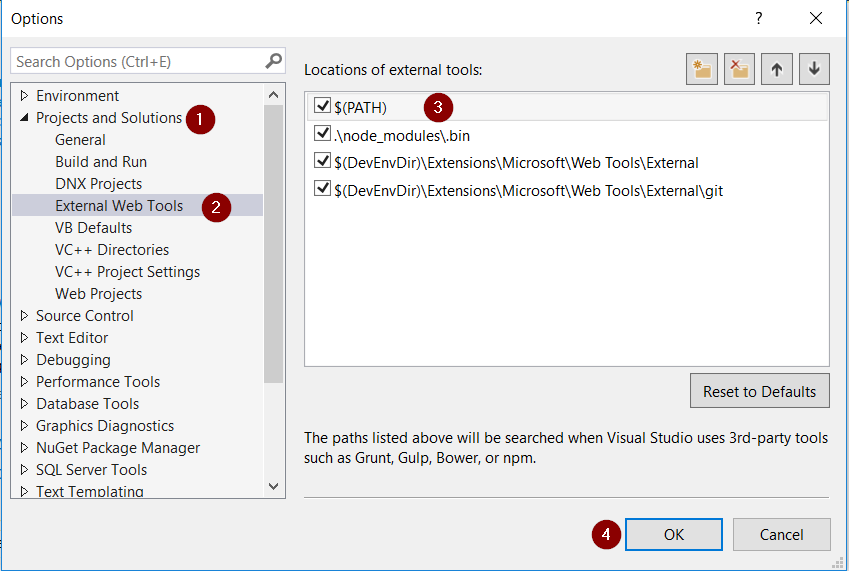 Options
?
Search Options (Ctrl+E)
Environment
Projects and Solutions 1
General
Build and Run
DNX Projects
External Web Tools 2
VB Defaults
VC++ Directories
VC++ Project Settings
Web Projects
Source Control
Text Editor
Debugging
Performance Tools
Database Tools
Graphics Diagnostics
NuGet Package Manager
SQL Server Tools
Text Templating
Locations of external tools:
$(PATH) 3
.\node_modules\.bin
$(DevEnvDir)\Extensions\Microsoft\Web Tools\External
$(DevEnvDir)\Extensions\Microsoft\Web Tools\External\git
Reset to Defaults
The paths listed above will be searched when Visual Studio uses 3rd-party tools
such as Grunt, Gulp, Bower, or npm.
4 OK Cancel